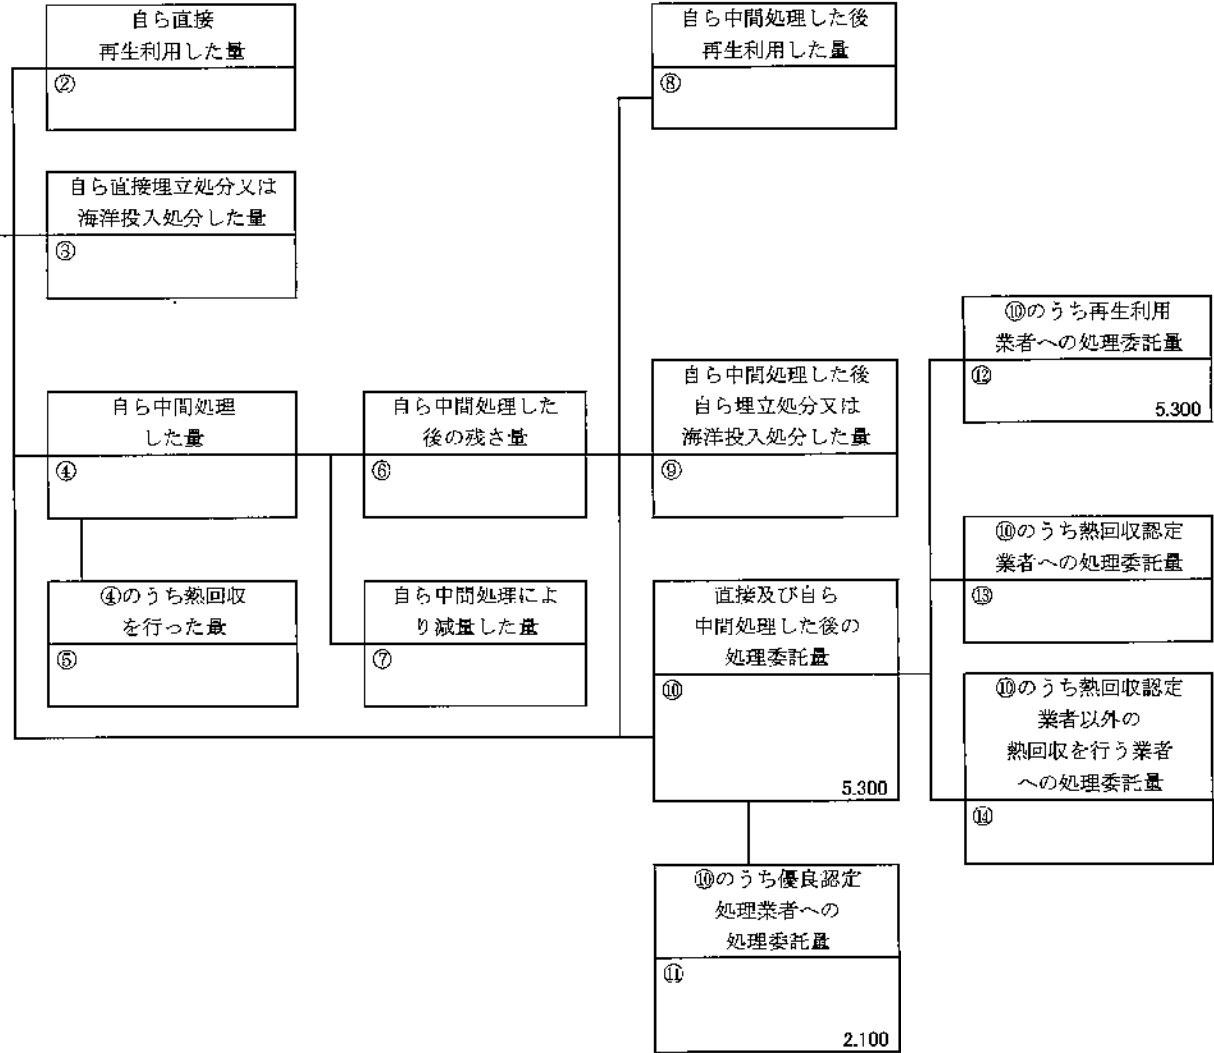 自ら直接
再生利用した量
②
自ら中間処理した後
再生利用した量
⑧
自ら直接埋立処分又は
海洋投入処分した量
③
⑩のうち再生利用
業者への処理委託量
⑫
5.300
自ら中間処理
した量
④
自ら中間処理した
後の残さ量
⑥
自ら中間処理した後
自ら埋立処分又は
海洋投入処分した量
⑨
⑩のうち熱回収認定
業者への処理委託量
⑬
④のうち熱回収
を行った量
⑤
自ら中間処理によ
り減量した量
⑦
直接及び自ら
中間処理した後の
処理委託量
⑩
5.300
⑩のうち熱回収認定
業者以外の
熱回収を行う業者
への処理委託量
⑭
⑩のうち優良認定
処理業者への
処理委託量
⑪
2.100